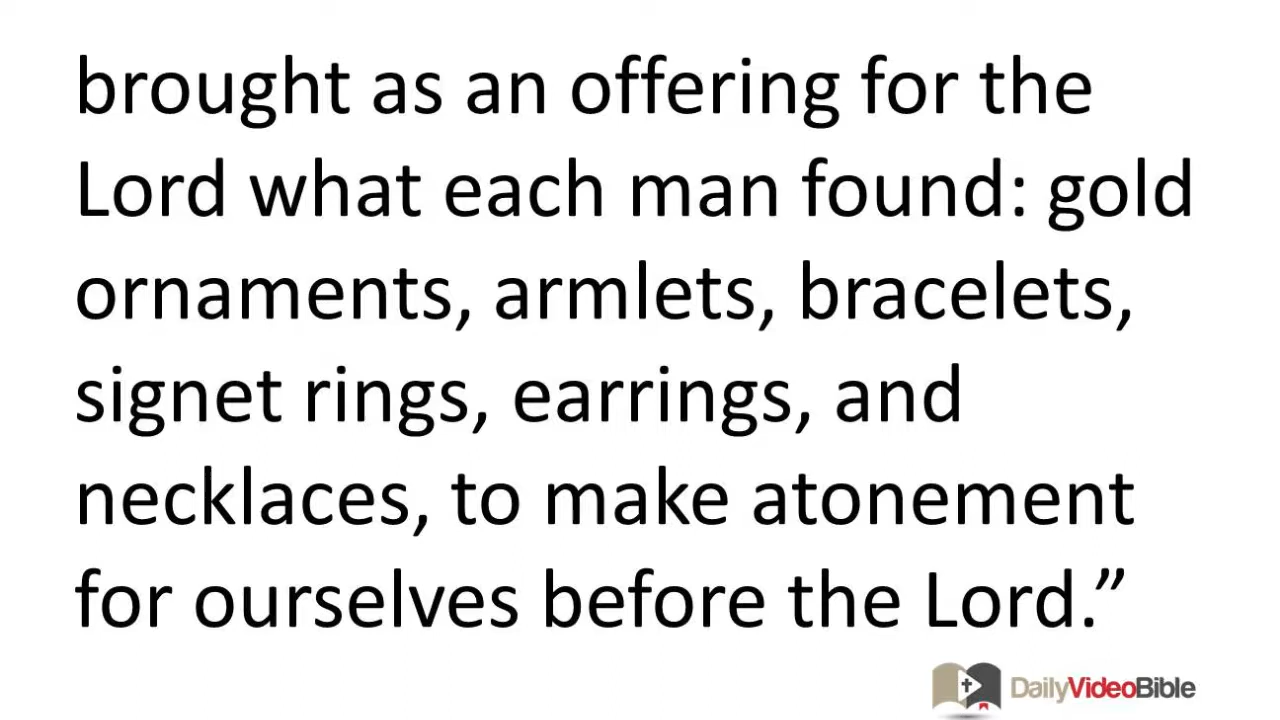 brought as an offering for the
Lord what each man found: gold
ornaments, armlets, bracelets,
signet rings, earrings, and
necklaces, to make atonement
for ourselves before the Lord.”
DailyVideoBible